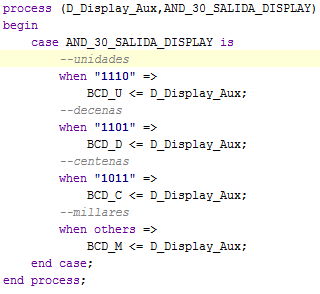 process (D_Display_Aux,AND_30_SALIDA_DISPLAY)
begin
    case AND_30_SALIDA_DISPLAY is
        --unidades
        when "1110" =>
            BCD_U <= D_Display_Aux;
        --decenas
        when "1101" =>
            BCD_D <= D_Display_Aux;
        --centenas
        when "1011" =>
            BCD_C <= D_Display_Aux;
        --millares
        when others =>
            BCD_M <= D_Display_Aux;
    end case;
end process;